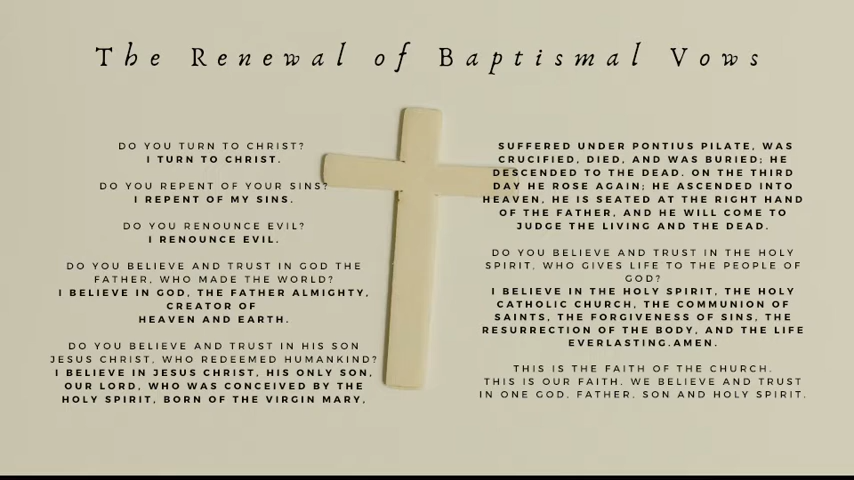 The Renewal of Baptismal Vows
DO YOU TURN TO CHRIST?
I TURN TO CHRIST.
DO YOU REPENT OF YOUR SINS?
I REPENT OF MY SINS.
DO YOU RENOUNCE EVIL?
I RENOUNCE EVIL.
DO YOU BELIEVE AND TRUST IN GOD THE
FATHER, WHO MADE THE WORLD?
I BELIEVE IN GOD, THE FATHER ALMIGHTY,
CREATOR OF
HEAVEN AND EARTH.
DO YOU BELIEVE AND TRUST IN HIS SON
JESUS CHRIST, WHO REDEEMED HUMANKIND?
I BELIEVE IN JESUS CHRIST, HIS ONLY SON,
OUR LORD, WHO WAS CONCEIVED BY THE
HOLY SPIRIT, BORN OF THE VIRGIN MARY,
SUFFERED UNDER PONTIUS PILATE, WAS
CRUCIFIED, DIED, AND WAS BURIED; HE
DESCENDED TO THE DEAD. ON THE THIRD
DAY HE ROSE AGAIN; HE ASCENDED INTO
HEAVEN, HE IS SEATED AT THE RIGHT HAND
OF THE FATHER, AND HE WILL COME TO
JUDGE THE LIVING AND THE DEAD.
DO YOU BELIEVE AND TRUST IN THE HOLY
SPIRIT, WHO GIVES LIFE TO THE PEOPLE OF
GOD?
I BELIEVE IN THE HOLY SPIRIT, THE HOLY
CATHOLIC CHURCH, THE COMMUNION OF
SAINTS, THE FORGIVENESS OF SINS, THE
RESURRECTION OF THE BODY, AND THE LIFE
EVERLASTING.AMEN.
THIS IS THE FAITH OF THE CHURCH.
THIS IS OUR FAITH. WE BELIEVE AND TRUST
IN ONE GOD. FATHER. SON AND HOLY SPIRIT.